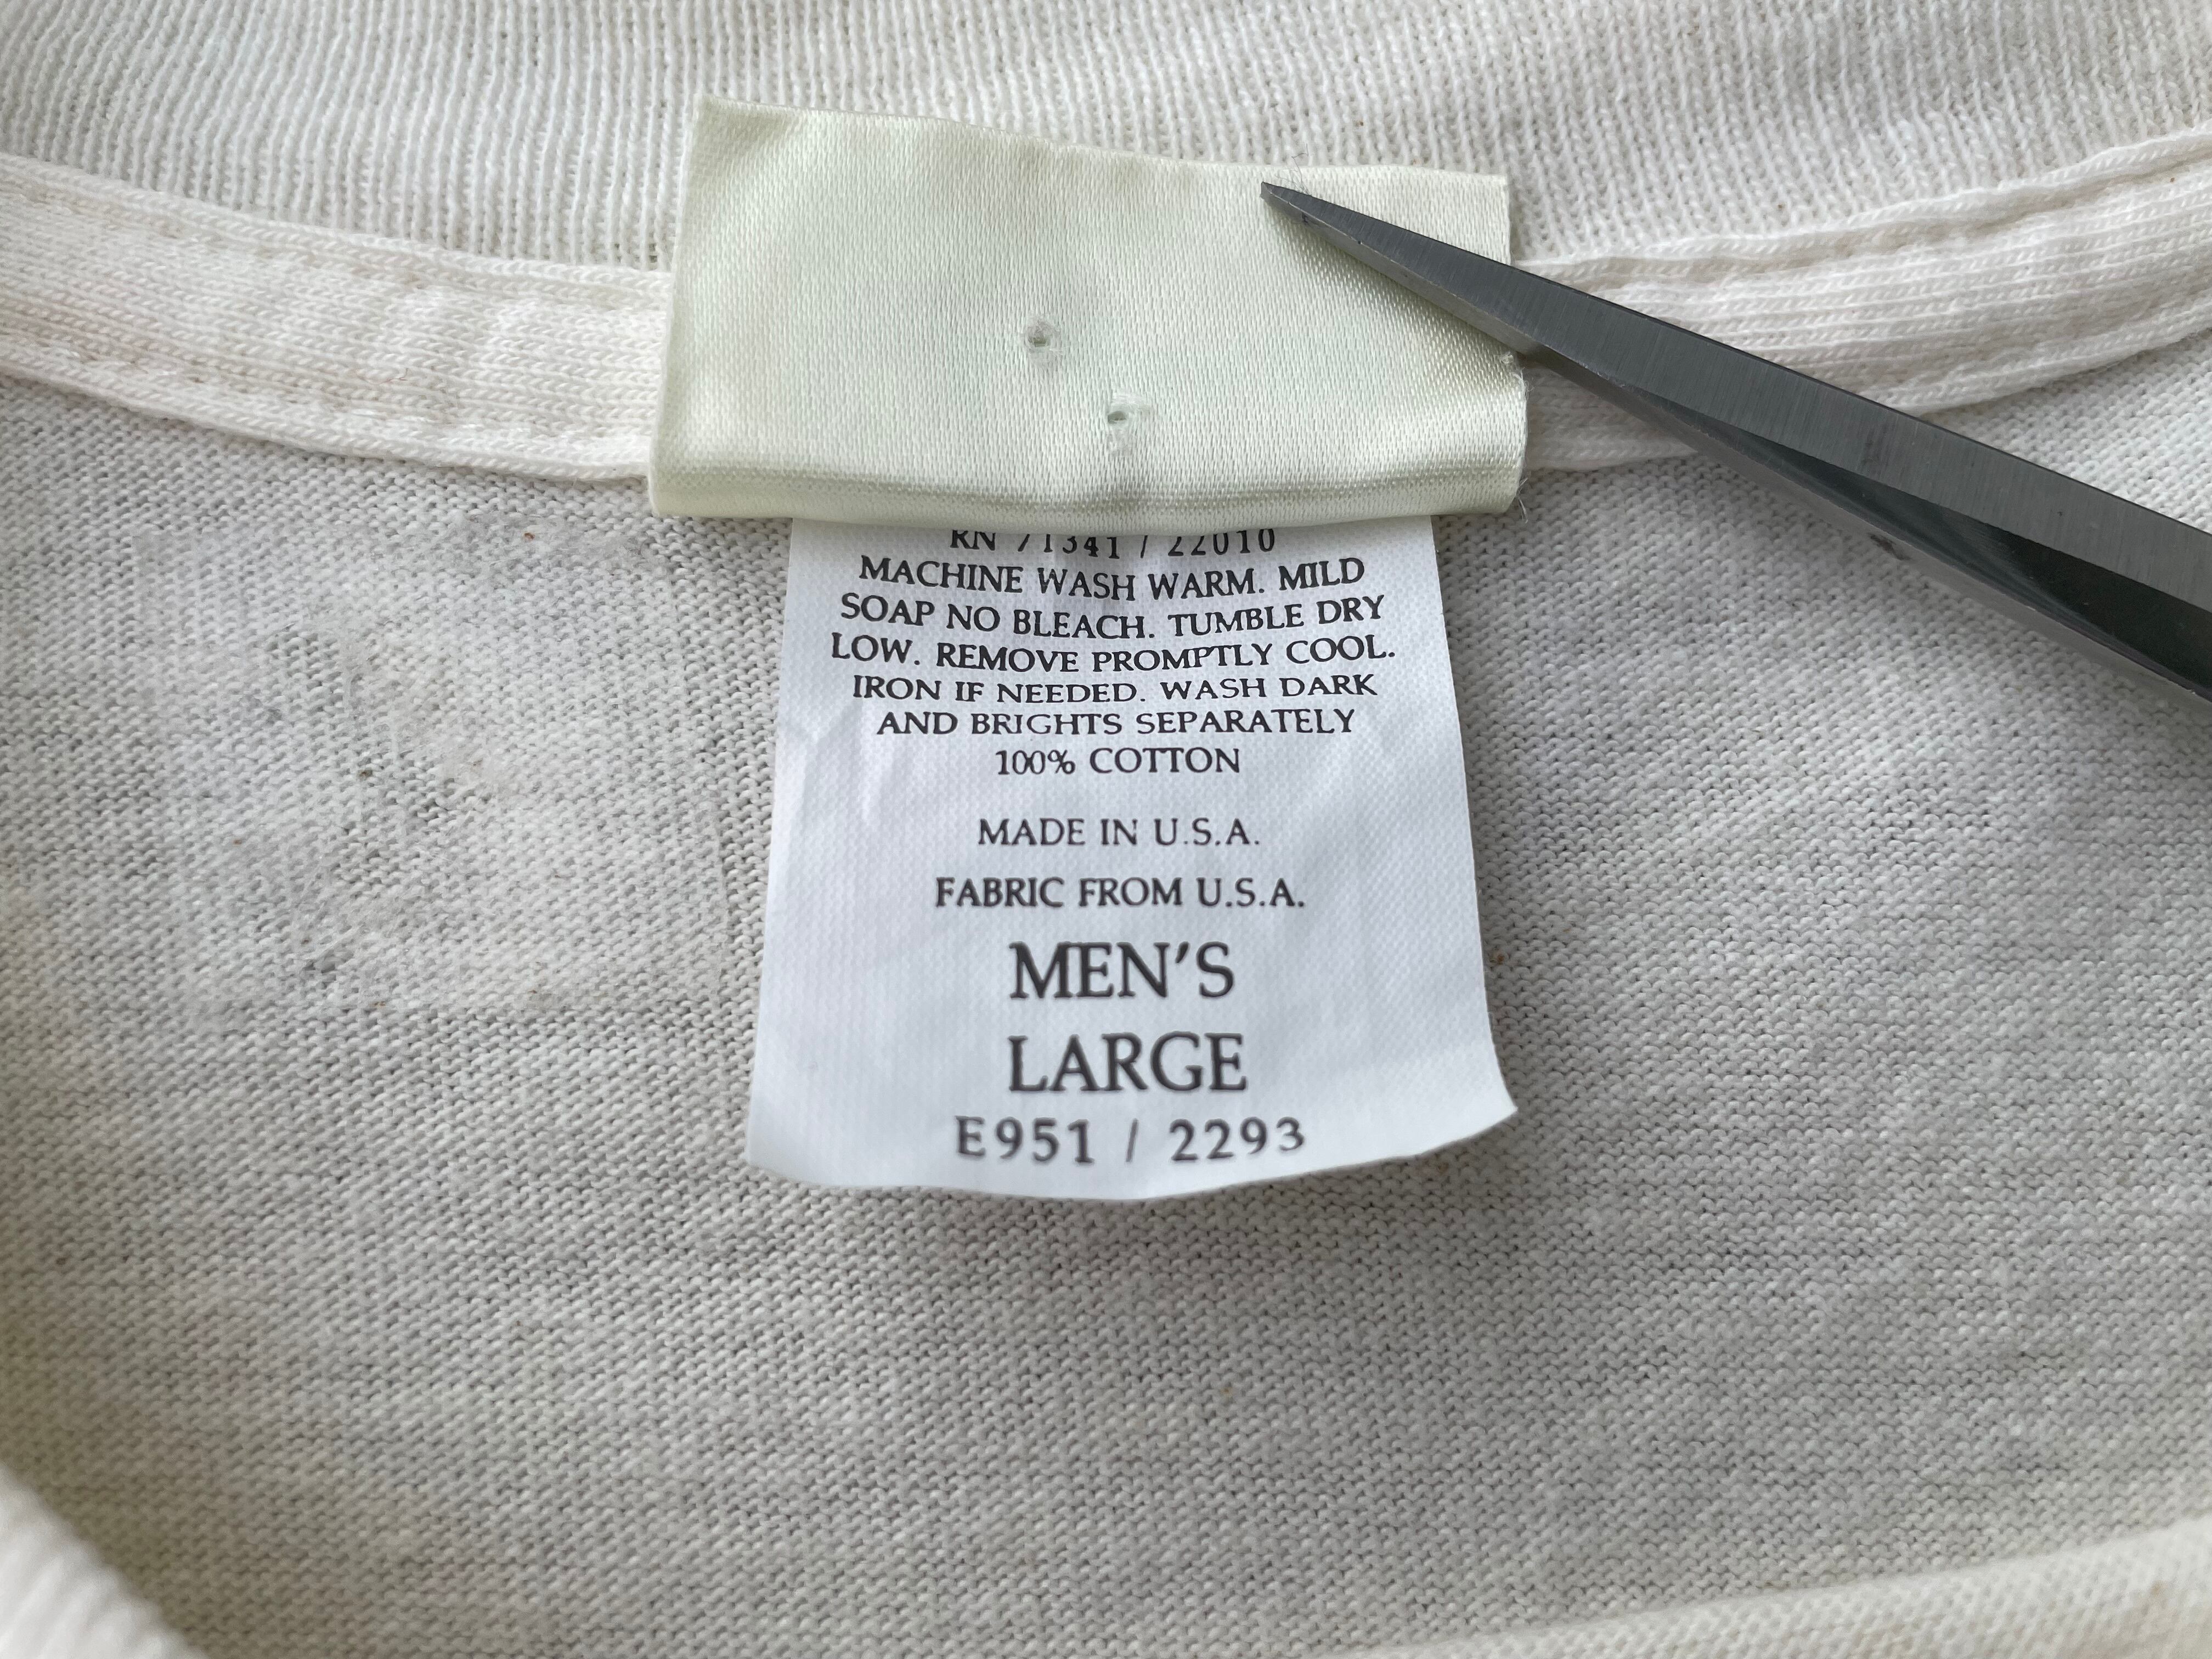 RN 71341 / 22010
MACHINE WASH WARM. MILD
SOAP NO BLEACH. TUMBLE DRY
LOW. REMOVE PROMPTLY COOL.
IRON IF NEEDED. WASH DARK
AND BRIGHTS SEPARATELY
100% COTTON
MADE IN U.S.A.
FABRIC FROM U.S.A.
MEN'S
LARGE
E951 / 2293